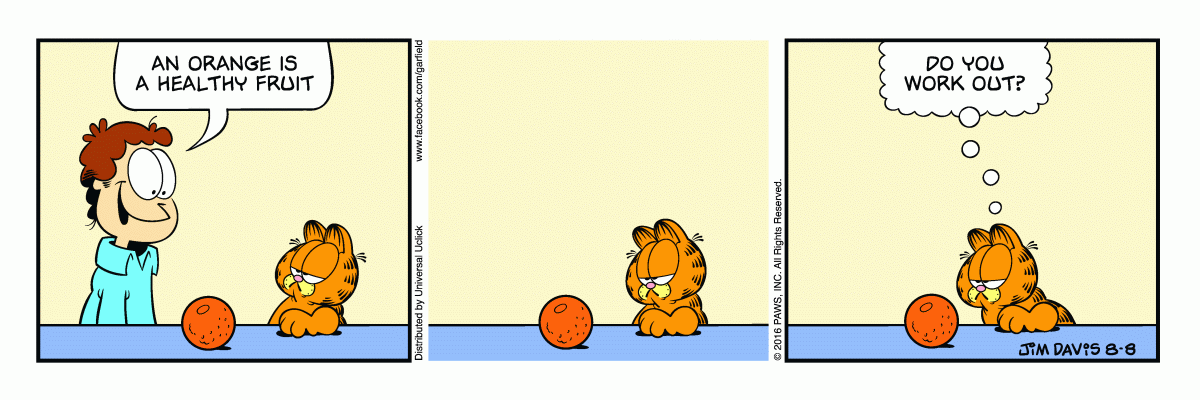 AN ORANGE IS
A HEALTHY FRUIT
www.facebook.com/garfield
Distributed by Universal Uclick
© 2016 PAWS, INC. All Rights Reserved.
DO YOU
WORK OUT?
JiM DAViS 8-8